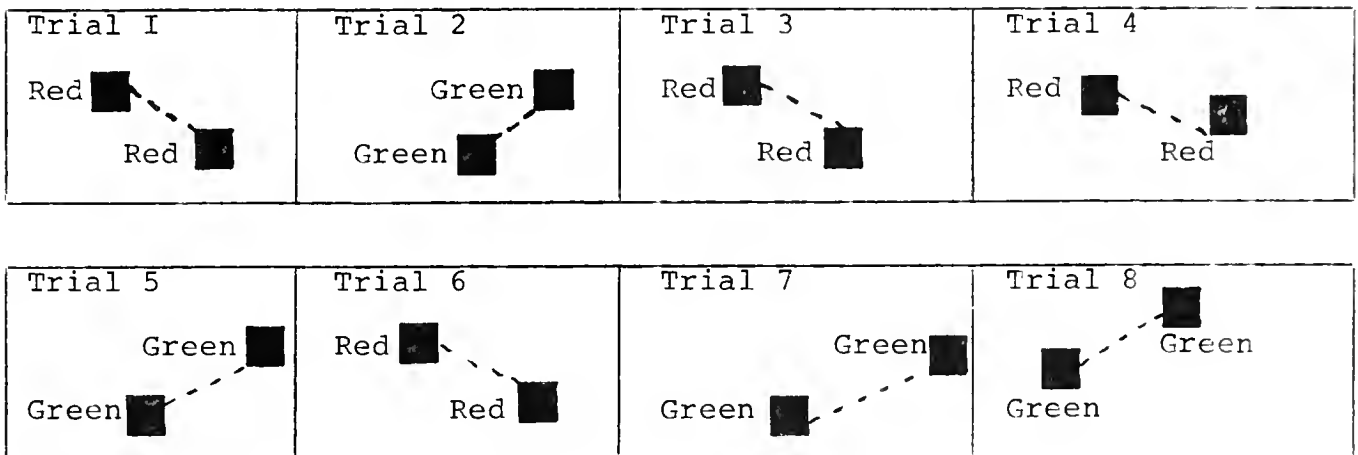 Trial I
Red
Red
Trial 2
Green
Green
Trial 3
Red
Red
Trial 4
Red
Red
Trial 5
Green
Green
Trial 6
Red
Red
Trial 7
Green
Green
Trial 8
Green
Green